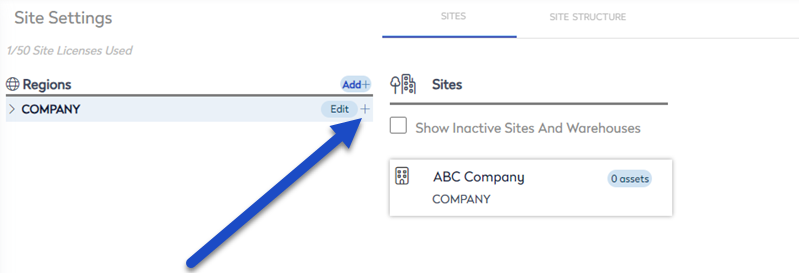 Site Settings
SITES
SITE STRUCTURE
1/50 Site Licenses Used
Regions
Add+
COMPANY
Edit
Sites
Show Inactive Sites And Warehouses
ABC Company
0 assets
COMPANY